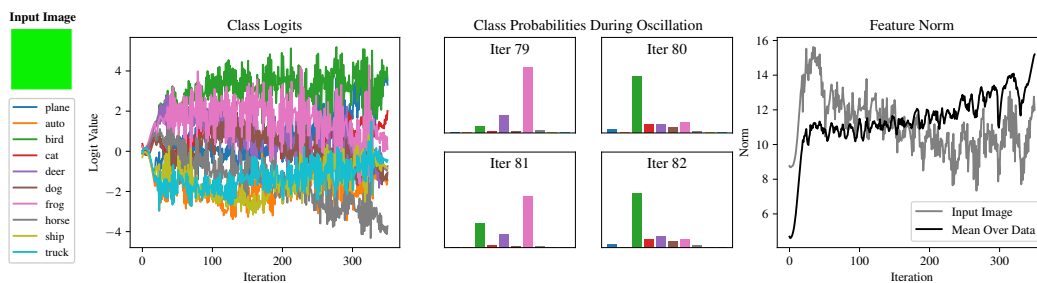 Input Image
plane
auto
bird
cat
deer
dog
frog
horse
ship
truck
Class Logits
Logit Value
4
2
0
−2
−4
0
100
200
300
Iteration
Class Probabilities During Oscillation
Iter 79
Iter 80
Iter 81
Iter 82
Feature Norm
Norm
16
14
12
10
8
6
0
100
200
300
Iteration
Input Image
Mean Over Data